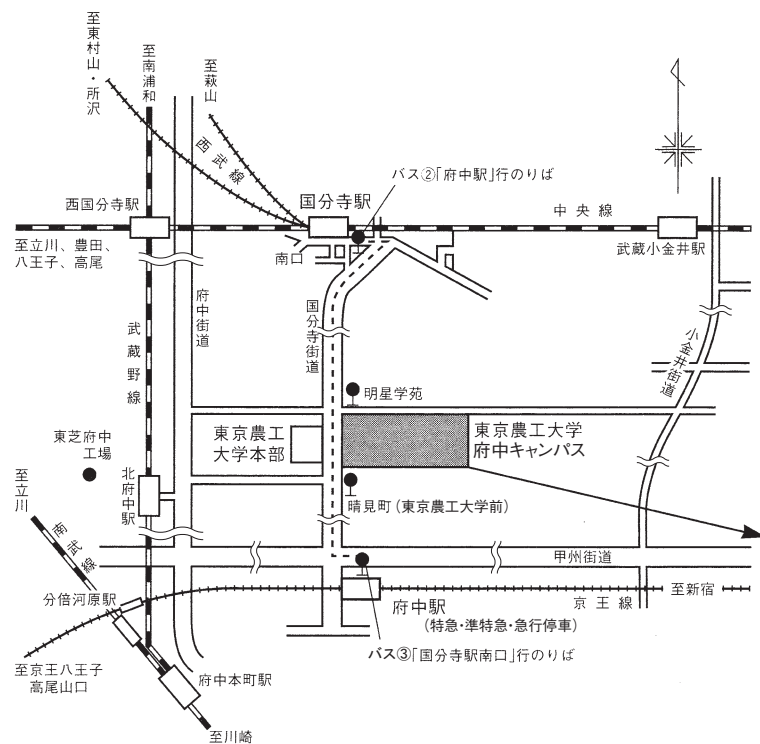 至東村山・所沢
至南浦和
至萩山
西武線
バス②「府中駅」行のりば
国分寺駅
西国分寺駅
中央線
武蔵小金井駅
至立川、豊田、
八王子、高尾
南口
府中街道
国分寺街道
武蔵野線
小金井街道
明星学苑
東京農工
大学本部
東京農工大学
府中キャンパス
東芝府中
工場
北府中駅
至立川
晴見町(東京農工大学前)
南武線
甲州街道
分倍河原駅
府中駅
(特急・準特急・急行停車)
京王線
至新宿
バス③「国分寺駅南口」行のりば
至京王八王子
高尾山口
府中本町駅
至川崎